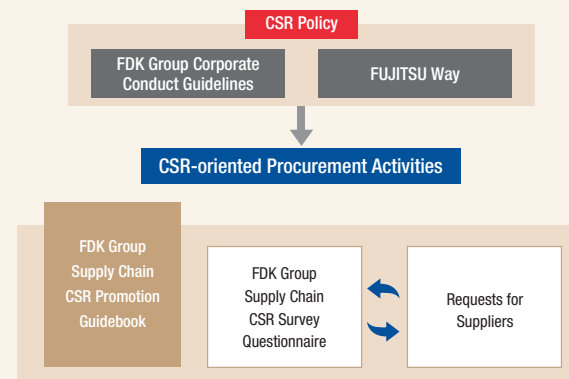 CSR Policy
FDK Group Corporate
Conduct Guidelines
FUJITSU Way
CSR-oriented Procurement Activities
FDK Group
Supply Chain
CSR Promotion
Guidebook
FDK Group
Supply Chain
CSR Survey
Questionnaire
Requests for
Suppliers